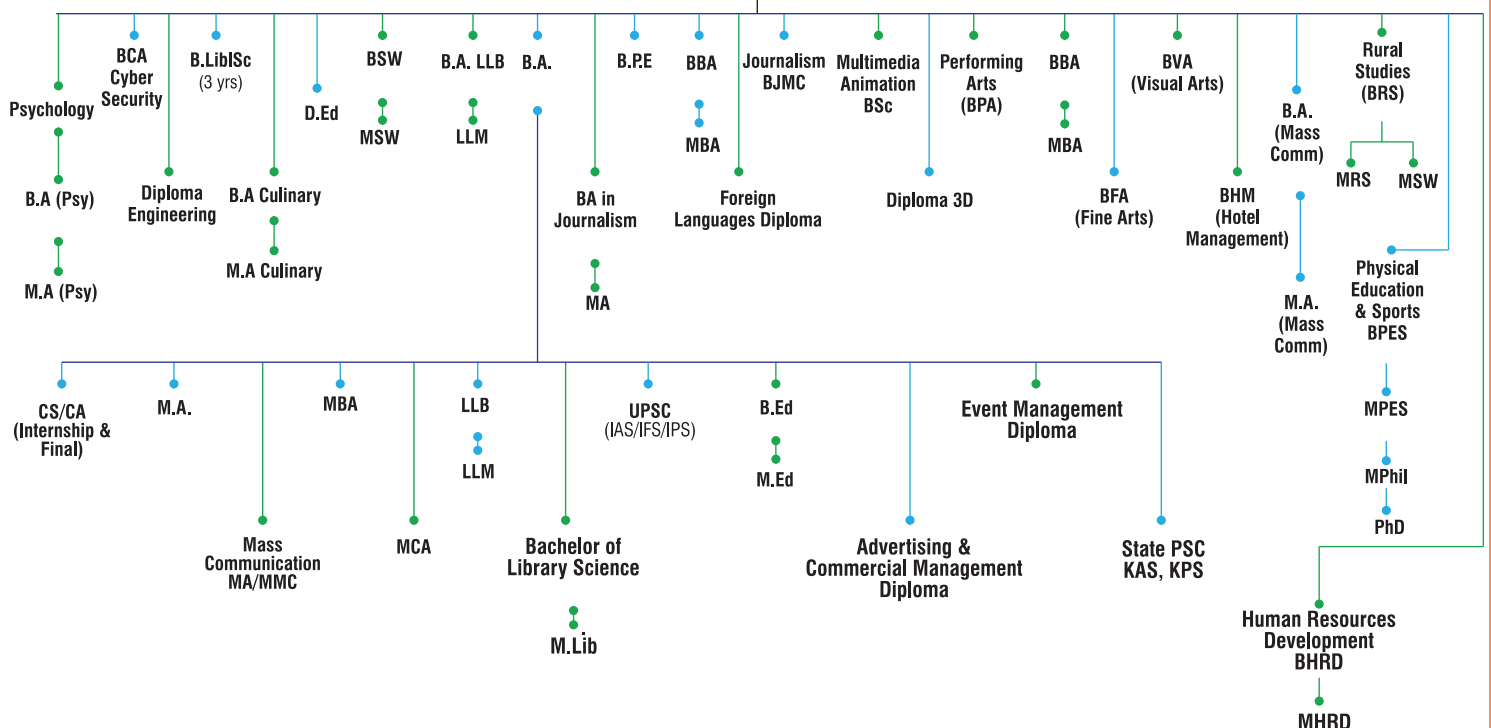 Psychology
B.A (Psy)
M.A (Psy)
BCA
Cyber
Security
Diploma
Engineering
B.LiblSc
(3 yrs)
B.A Culinary
M.A Culinary
D.Ed
BSW
MSW
B.A. LLB
LLM
B.A.
BA in
Journalism
MA
B.P.E
BBA
MBA
Foreign
Languages Diploma
Journalism
BJMC
Multimedia
Animation
BSc
Diploma 3D
Performing
Arts
(BPA)
BBA
MBA
BFA
(Fine Arts)
BVA
(Visual Arts)
BHM
(Hotel
Management)
B.A.
(Mass
Comm)
M.A.
(Mass
Comm)
Rural
Studies
(BRS)
MRS
MSW
Physical
Education
& Sports
BPES
MPES
MPhil
PhD
CS/CA
(Internship &
Final)
M.A.
Mass
Communication
MA/MMC
MBA
MCA
LLB
LLM
Bachelor of
Library Science
M.Lib
UPSC
(IAS/IFS/IPS)
B.Ed
M.Ed
Advertising &
Commercial Management
Diploma
Event Management
Diploma
State PSC
KAS, KPS
Human Resources
Development
BHRD
MHRD